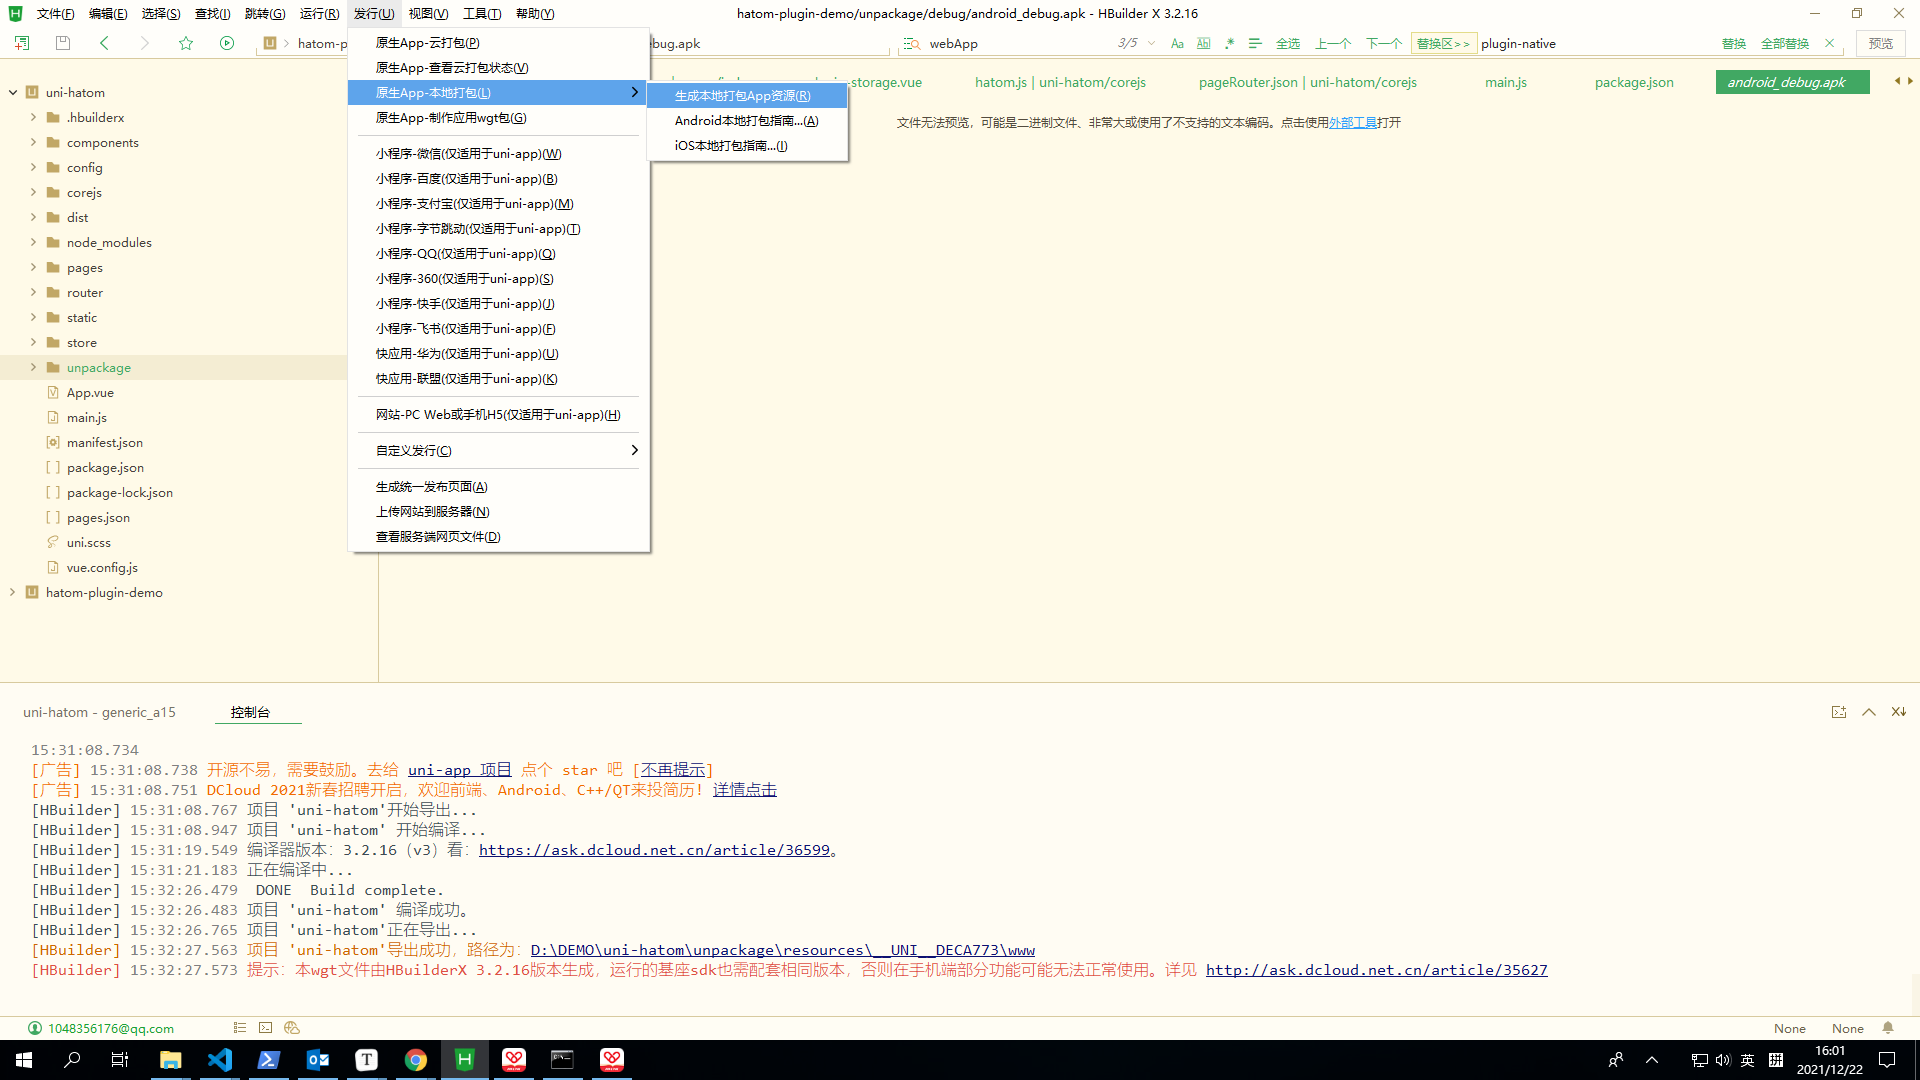 文件(F) 编辑(E) 选择(S) 查找(I) 跳转(G) 运行(R) 发行(U) 视图(V) 工具(T) 帮助(Y)
hatom-plugin-demo/unpackage/debug/android_debug.apk - HBuilder X 3.2.16
hatom-p
ebug.apk
webApp
3/5
Aa
全选
上一个
下一个
替换区>>
plugin-native
替换
全部替换
预览
-storage.vue
hatom.js | uni-hatom/corejs
pageRouter.json | uni-hatom/corejs
main.js
package.json
android_debug.apk
文件无法预览，可能是二进制文件、非常大或使用了不支持的文本编码。点击使用外部工具打开
原生App-云打包(P)
原生App-查看云打包状态(V)
原生App-本地打包(L)
原生App-制作应用wgt包(G)
小程序-微信(仅适用于uni-app)(W)
小程序-百度(仅适用于uni-app)(B)
小程序-支付宝(仅适用于uni-app)(M)
小程序-字节跳动(仅适用于uni-app)(T)
小程序-QQ(仅适用于uni-app)(Q)
小程序-360(仅适用于uni-app)(S)
小程序-快手(仅适用于uni-app)(J)
小程序-飞书(仅适用于uni-app)(F)
快应用-华为(仅适用于uni-app)(U)
快应用-联盟(仅适用于uni-app)(K)
网站-PC Web或手机H5(仅适用于uni-app)(H)
自定义发行(C)
生成统一发布页面(A)
上传网站到服务器(N)
查看服务端网页文件(D)
生成本地打包App资源(R)
Android本地打包指南...(A)
iOS本地打包指南...(I)
uni-hatom
.hbuilderx
components
config
corejs
dist
node_modules
pages
router
static
store
unpackage
App.vue
main.js
manifest.json
package.json
package-lock.json
pages.json
uni.scss
vue.config.js
hatom-plugin-demo
uni-hatom - generic_a15
控制台
15:31:08.734
[广告] 15:31:08.738 开源不易，需要鼓励。去给 uni-app 项目 点个 star 吧 [不再提示]
[广告] 15:31:08.751 DCloud 2021新春招聘开启，欢迎前端、Android、C++/QT来投简历！详情点击
[HBuilder] 15:31:08.767 项目 'uni-hatom'开始导出...
[HBuilder] 15:31:08.947 项目 'uni-hatom' 开始编译...
[HBuilder] 15:31:19.549 编译器版本：3.2.16（v3）看：https://ask.dcloud.net.cn/article/36599。
[HBuilder] 15:31:21.183 正在编译中...
[HBuilder] 15:32:26.479 DONE Build complete.
[HBuilder] 15:32:26.483 项目 'uni-hatom' 编译成功。
[HBuilder] 15:32:26.765 项目 'uni-hatom'正在导出...
[HBuilder] 15:32:27.563 项目 'uni-hatom'导出成功，路径为：D:\DEMO\uni-hatom\unpackage\resources\__UNI__DECA773\www
[HBuilder] 15:32:27.573 提示：本wgt文件由HBuilderX 3.2.16版本生成，运行的基座sdk也需配套相同版本，否则在手机端部分功能可能无法正常使用。详见 http://ask.dcloud.net.cn/article/35627
1048356176@qq.com
None
None
英
拼
16:01
2021/12/22